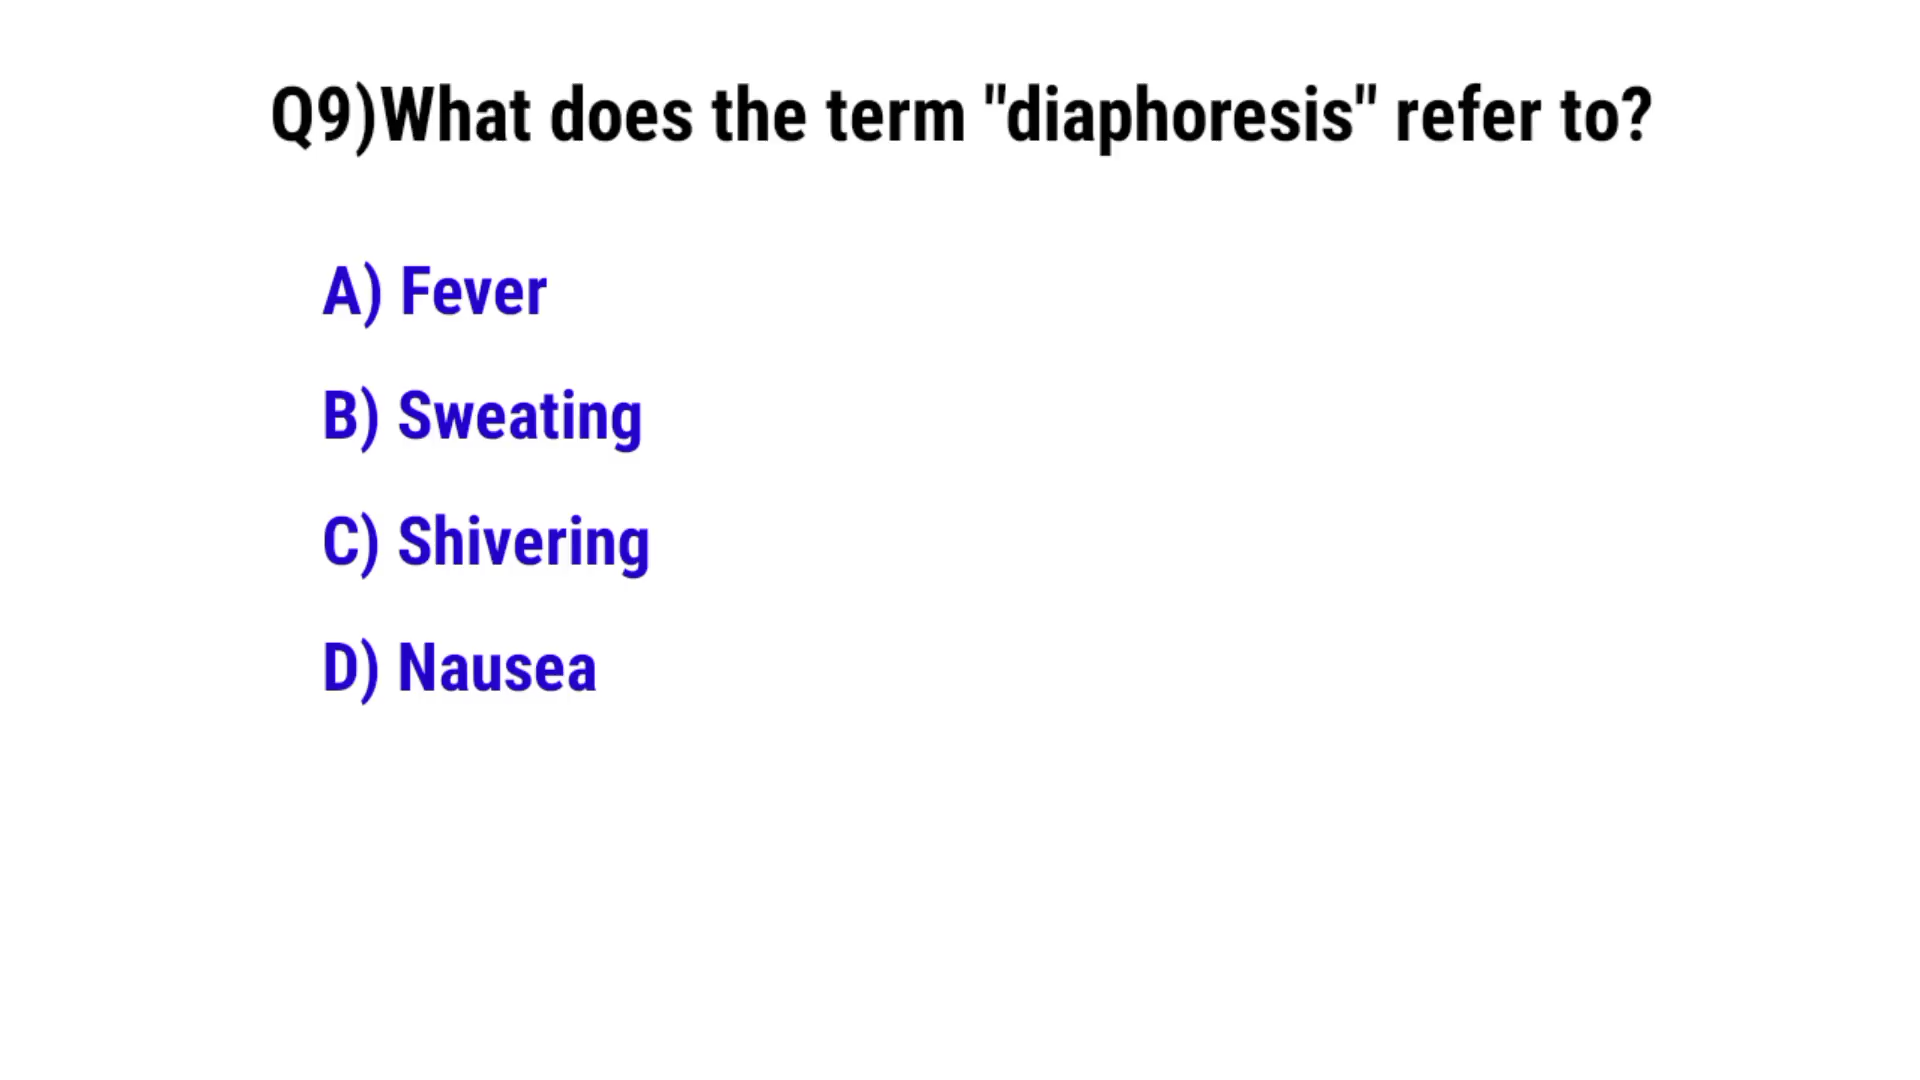 Q9)What does the term "diaphoresis" refer to?
A) Fever
B) Sweating
C) Shivering
D) Nausea